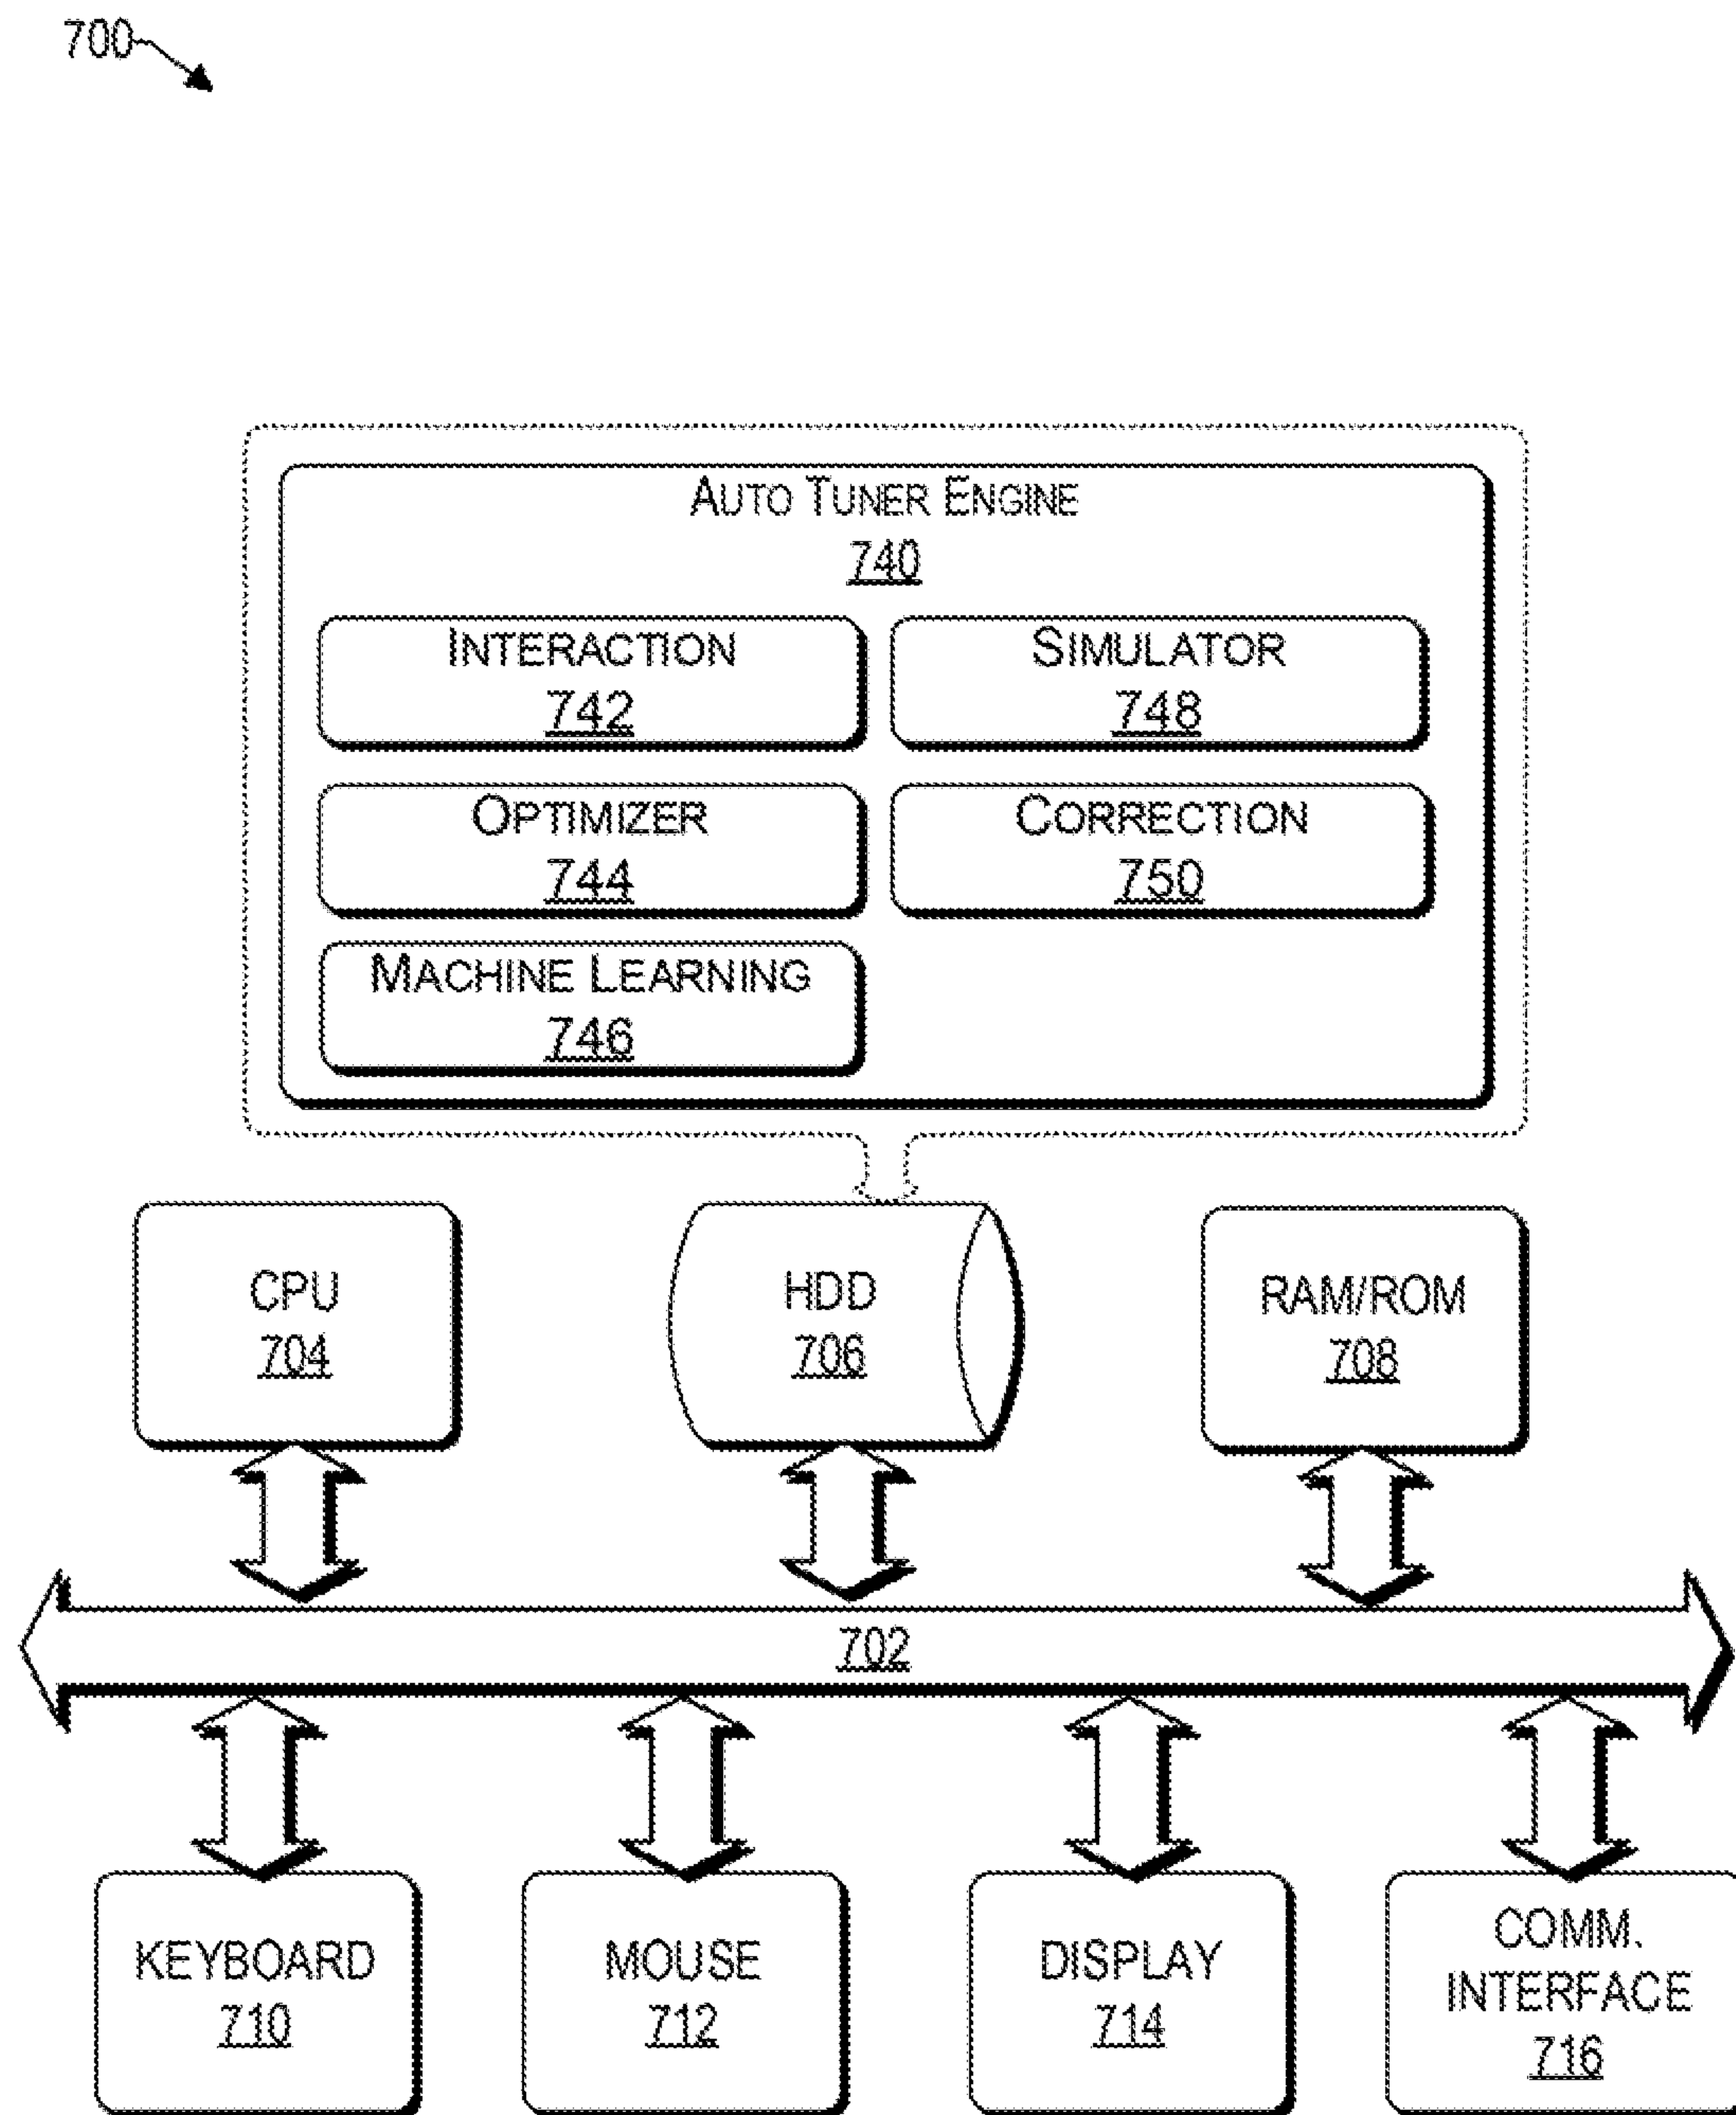 700
AUTO TUNER ENGINE
740
INTERACTION
742
SIMULATOR
748
OPTIMIZER
744
CORRECTION
750
MACHINE LEARNING
746
CPU
704
HDD
706
RAM/ROM
708
702
KEYBOARD
710
MOUSE
712
DISPLAY
714
COMM.
INTERFACE
716